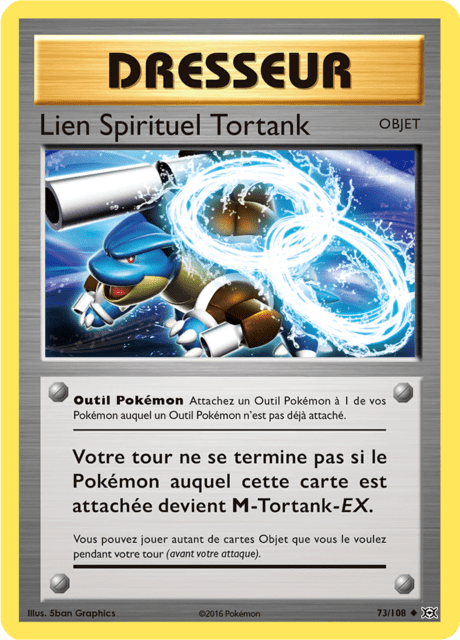 DRESSEUR
Lien Spirituel Tortank OBJET
Outil Pokémon Attachez un Outil Pokémon à 1 de vos
Pokémon auquel un Outil Pokémon n'est pas déjà attaché.
Votre tour ne se termine pas si le
Pokémon auquel cette carte est
attachée devient M-Tortank-EX.
Vous pouvez jouer autant de cartes Objet que vous le voulez
pendant votre tour (avant votre attaque).
Illus. 5ban Graphics ©2016 Pokémon 73/108